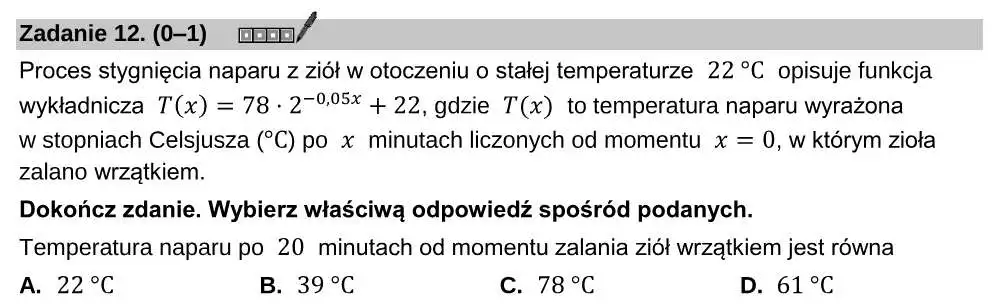 Zadanie 12. (0–1)
Proces stygnięcia naparu z ziół w otoczeniu o stałej temperaturze 22 °C opisuje funkcja
wykładnicza T(x) = 78 · 2^{−0,05x} + 22, gdzie T(x) to temperatura naparu wyrażona
w stopniach Celsjusza (°C) po x minutach liczonych od momentu x = 0, w którym zioła
zalano wrzątkiem.
Dokończ zdanie. Wybierz właściwą odpowiedź spośród podanych.
Temperatura naparu po 20 minutach od momentu zalania ziół wrzątkiem jest równa
A. 22 °C B. 39 °C C. 78 °C D. 61 °C